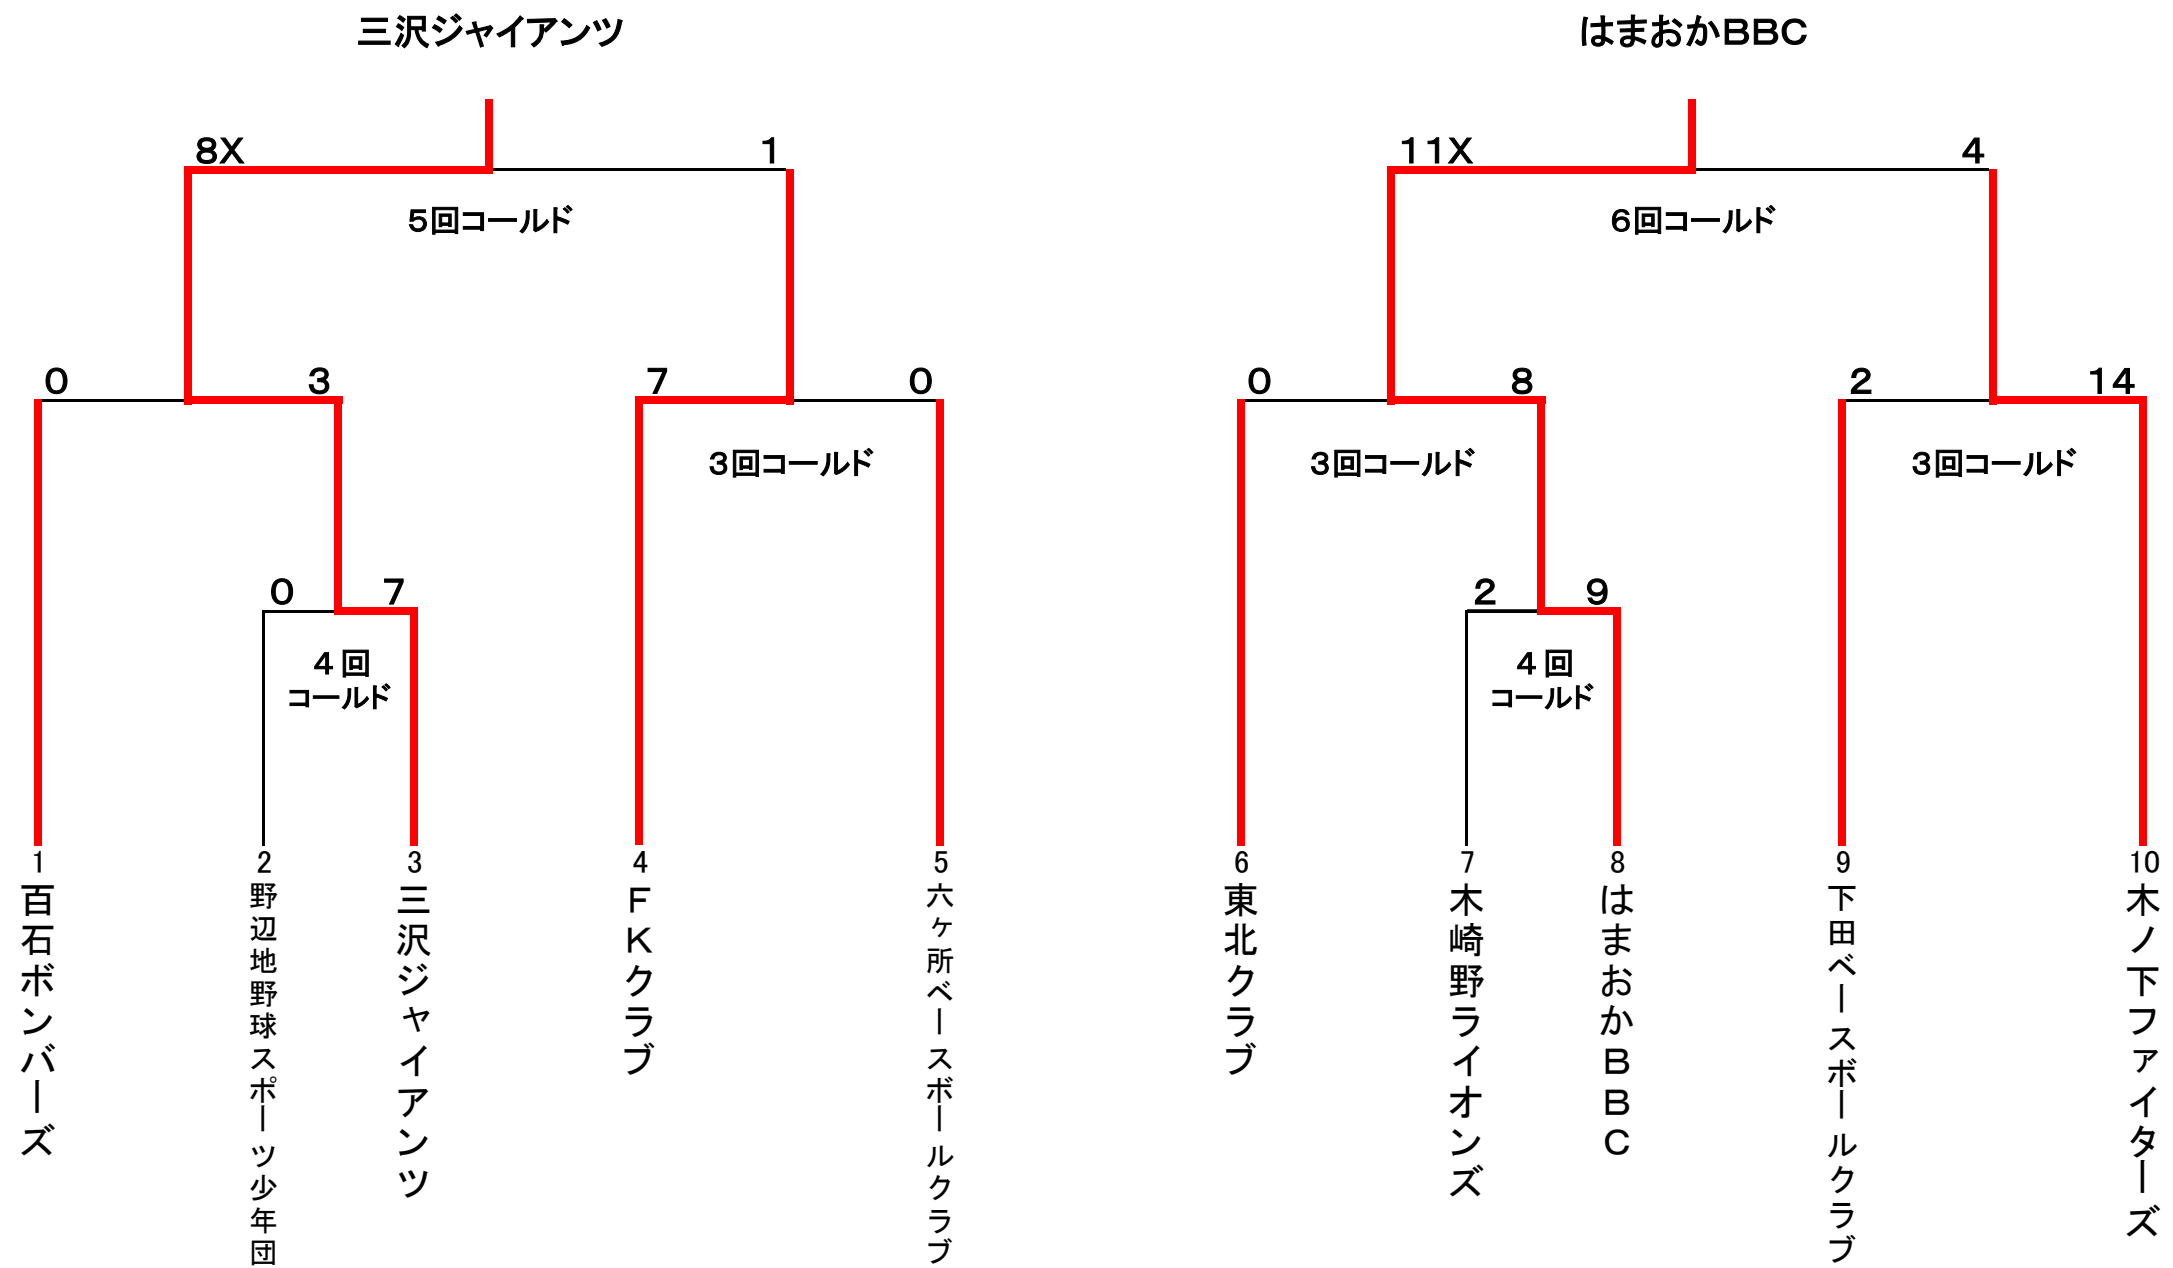 三沢ジャイアンツ
はまおかBBC
8X
1
11X
4
5回コールド
6回コールド
0
3
7
0
0
8
2
14
3回コールド
3回コールド
3回コールド
0
7
2
9
4回
コールド
4回
コールド
1
2
3
4
5
6
7
8
9
10
百石ボンバーズ
野辺地野球スポーツ少年団
三沢ジャイアンツ
FKクラブ
六ヶ所ベースボールクラブ
東北クラブ
木崎野ライオンズ
はまおかBBC
下田ベースボールクラブ
木ノ下ファイターズ